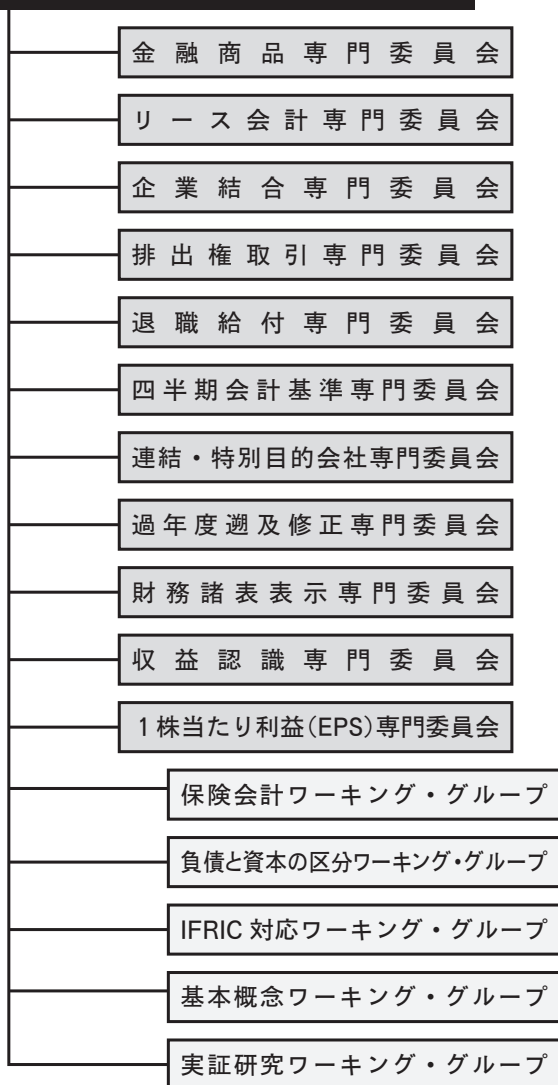 金融商品専門委員会
リース会計専門委員会
企業結合専門委員会
排出権取引専門委員会
退職給付専門委員会
四半期会計基準専門委員会
連結・特別目的会社専門委員会
過年度遡及修正専門委員会
財務諸表表示専門委員会
収益認識専門委員会
1株当たり利益(EPS)専門委員会
保険会計ワーキング・グループ
負債と資本の区分ワーキング・グループ
IFRIC 対応ワーキング・グループ
基本概念ワーキング・グループ
実証研究ワーキング・グループ